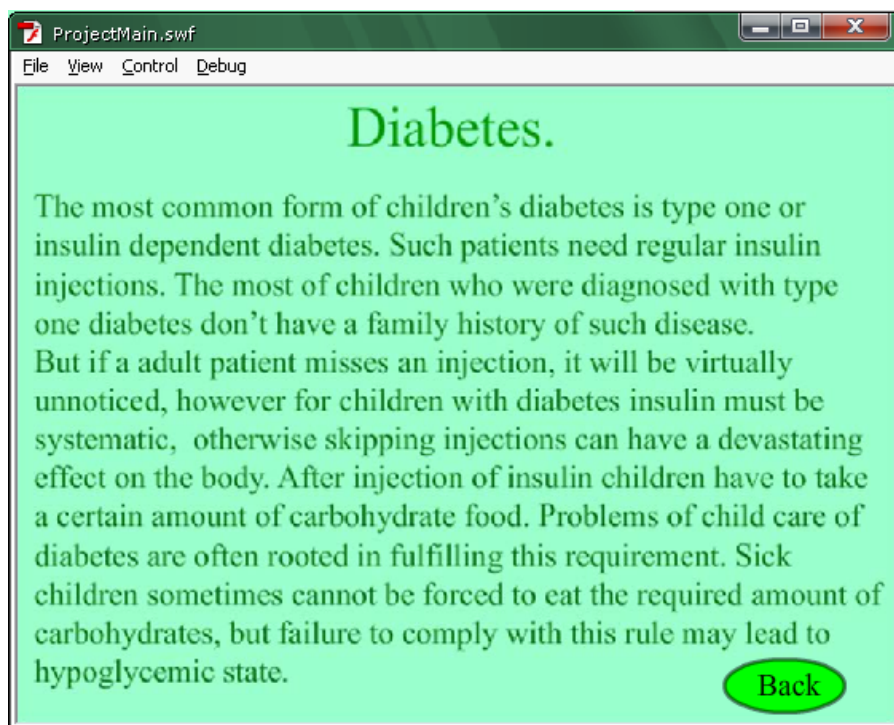 ProjectMain.swf
File View Control Debug
Diabetes.
The most common form of children’s diabetes is type one or
insulin dependent diabetes. Such patients need regular insulin
injections. The most of children who were diagnosed with type
one diabetes don’t have a family history of such disease.
But if a adult patient misses an injection, it will be virtually
unnoticed, however for children with diabetes insulin must be
systematic,  otherwise skipping injections can have a devastating
effect on the body. After injection of insulin children have to take
a certain amount of carbohydrate food. Problems of child care of
diabetes are often rooted in fulfilling this requirement. Sick
children sometimes cannot be forced to eat the required amount of
carbohydrates, but failure to comply with this rule may lead to
hypoglycemic state.
Back